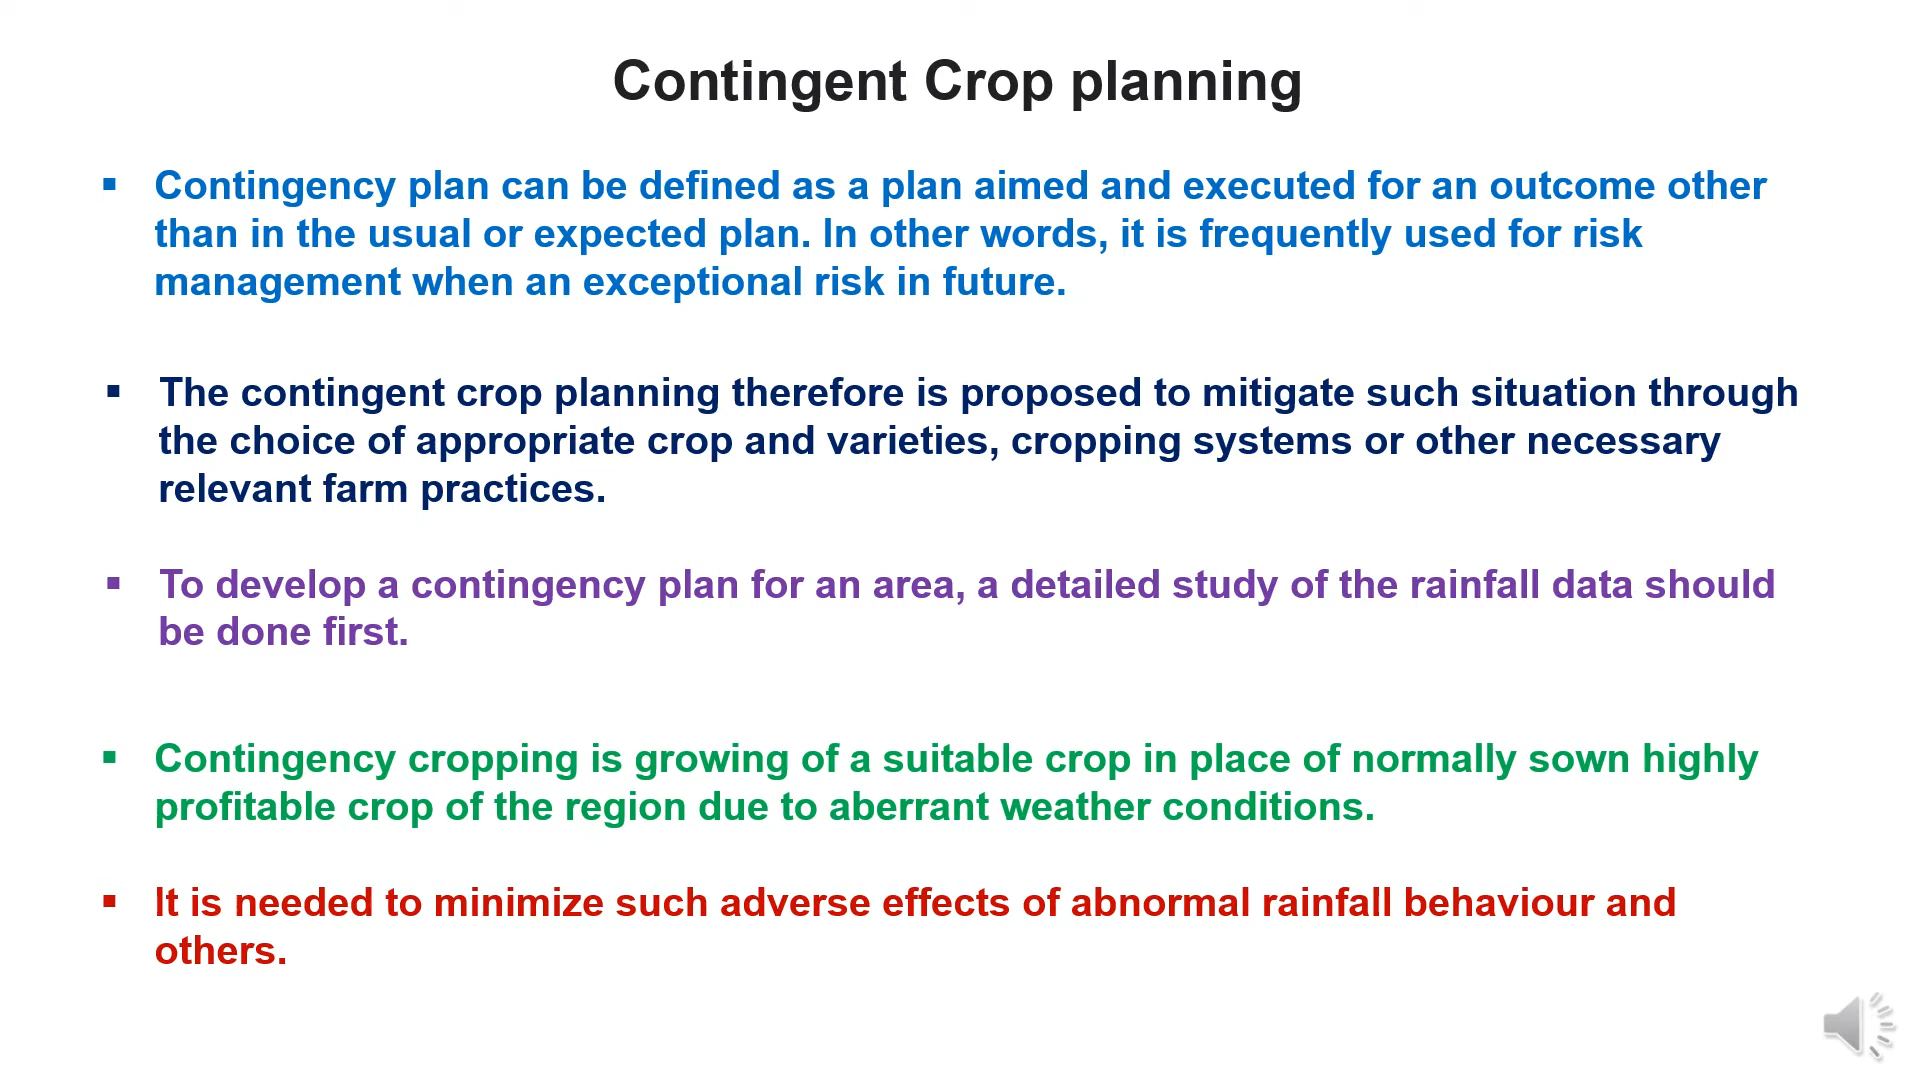 Contingent Crop planning
▪ Contingency plan can be defined as a plan aimed and executed for an outcome other
than in the usual or expected plan. In other words, it is frequently used for risk
management when an exceptional risk in future.
▪ The contingent crop planning therefore is proposed to mitigate such situation through
the choice of appropriate crop and varieties, cropping systems or other necessary
relevant farm practices.
▪ To develop a contingency plan for an area, a detailed study of the rainfall data should
be done first.
▪ Contingency cropping is growing of a suitable crop in place of normally sown highly
profitable crop of the region due to aberrant weather conditions.
▪ It is needed to minimize such adverse effects of abnormal rainfall behaviour and
others.